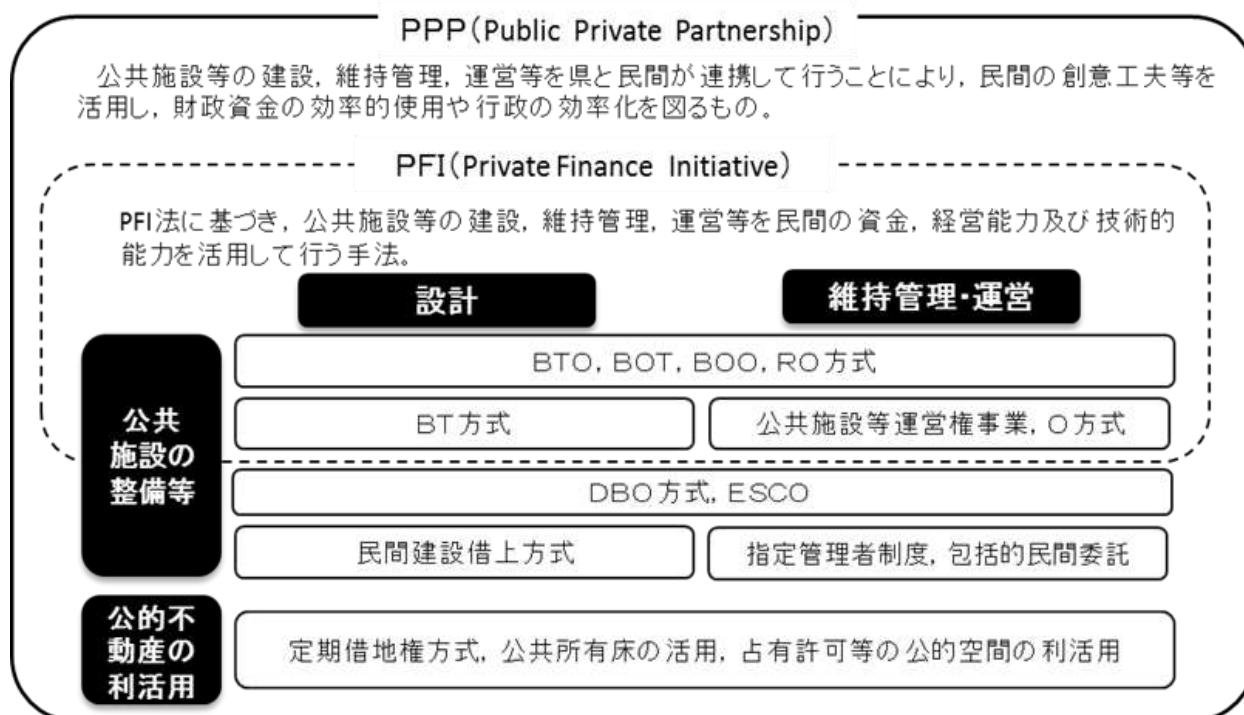 PPP(Public Private Partnership)
公共施設等の建設,維持管理,運営等を県と民間が連携して行うことにより,民間の創意工夫等を
活用し,財政資金の効率的使用や行政の効率化を図るもの。
PFI(Private Finance Initiative)
PFI法に基づき,公共施設等の建設,維持管理,運営等を民間の資金,経営能力及び技術的
能力を活用して行う手法。
設計
維持管理・運営
公共
施設の
整備等
BTO,BOT,BOO,RO方式
BT方式
公共施設等運営権事業,O方式
DBO方式,ESCO
民間建設借上方式
指定管理者制度,包括的民間委託
公的不
動産の
利活用
定期借地権方式,公共所有床の活用,占有許可等の公的空間の利活用